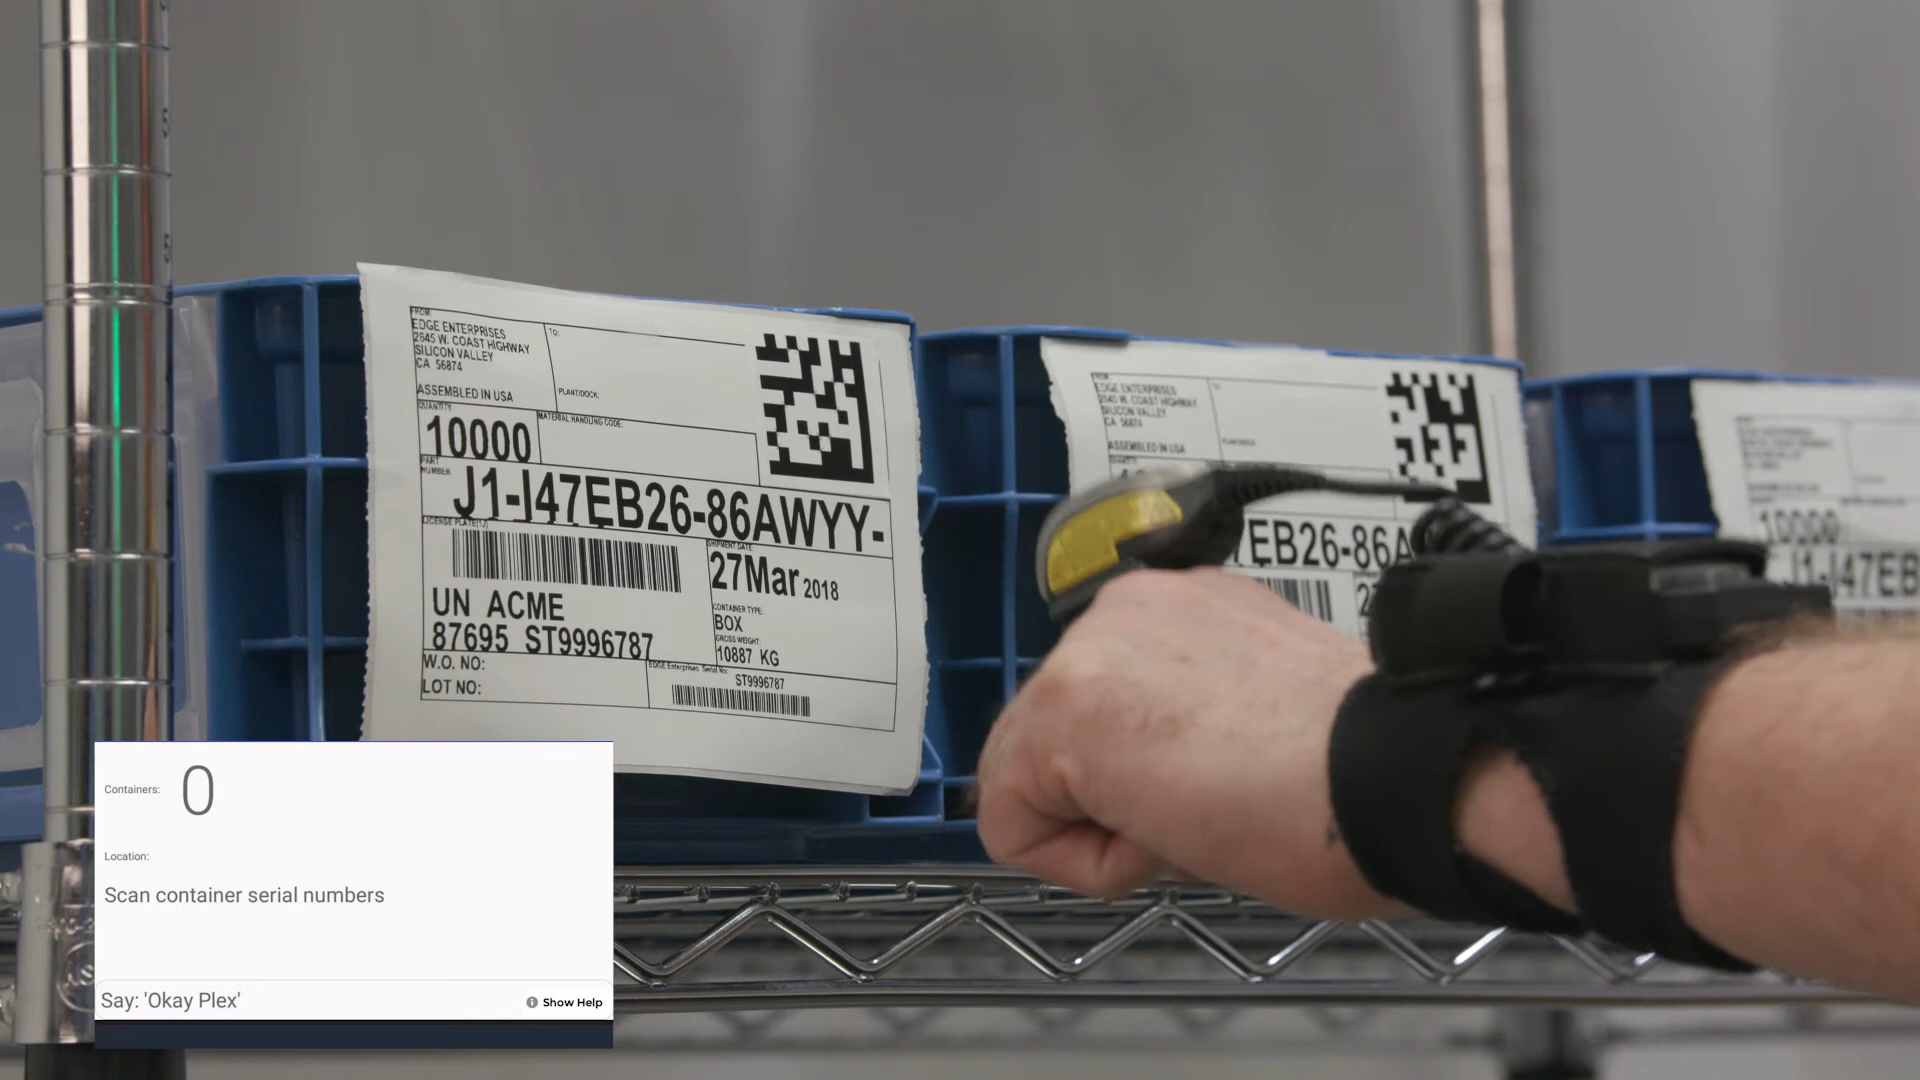 FROM:
EDGE ENTERPRISES
2645 W. COAST HIGHWAY
SILICON VALLEY
CA 56874
ASSEMBLED IN USA
TO:
PLANT/DOCK:
QUANTITY:
10000
MATERIAL HANDLING CODE:
PART
NUMBER
J1-I47EB26-86AWYY-
LICENSE PLATE(1J)
SHIPMENT DATE:
27Mar 2018
UN ACME
87695 ST9996787
CONTAINER TYPE:
BOX
GROSS WEIGHT:
10887 KG
W.O. NO:
LOT NO:
EDGE Enterprises Serial No:
ST9996787
EDGE ENTERPRISES
2645 W. COAST HIGHWAY
SILICON VALLEY
CA 56874
ASSEMBLED IN USA
7EB26-86A
10000
J1-I47EB
Containers: 0
Location:
Scan container serial numbers
Say: 'Okay Plex'
Show Help